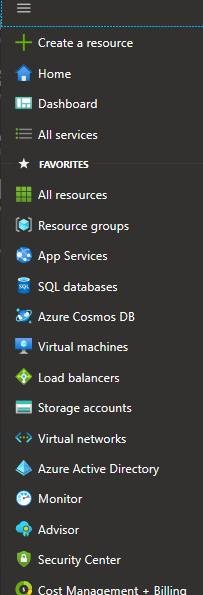 Create a resource
Home
Dashboard
All services
FAVORITES
All resources
Resource groups
App Services
SQL databases
Azure Cosmos DB
Virtual machines
Load balancers
Storage accounts
Virtual networks
Azure Active Directory
Monitor
Advisor
Security Center
Cost Management + Billing